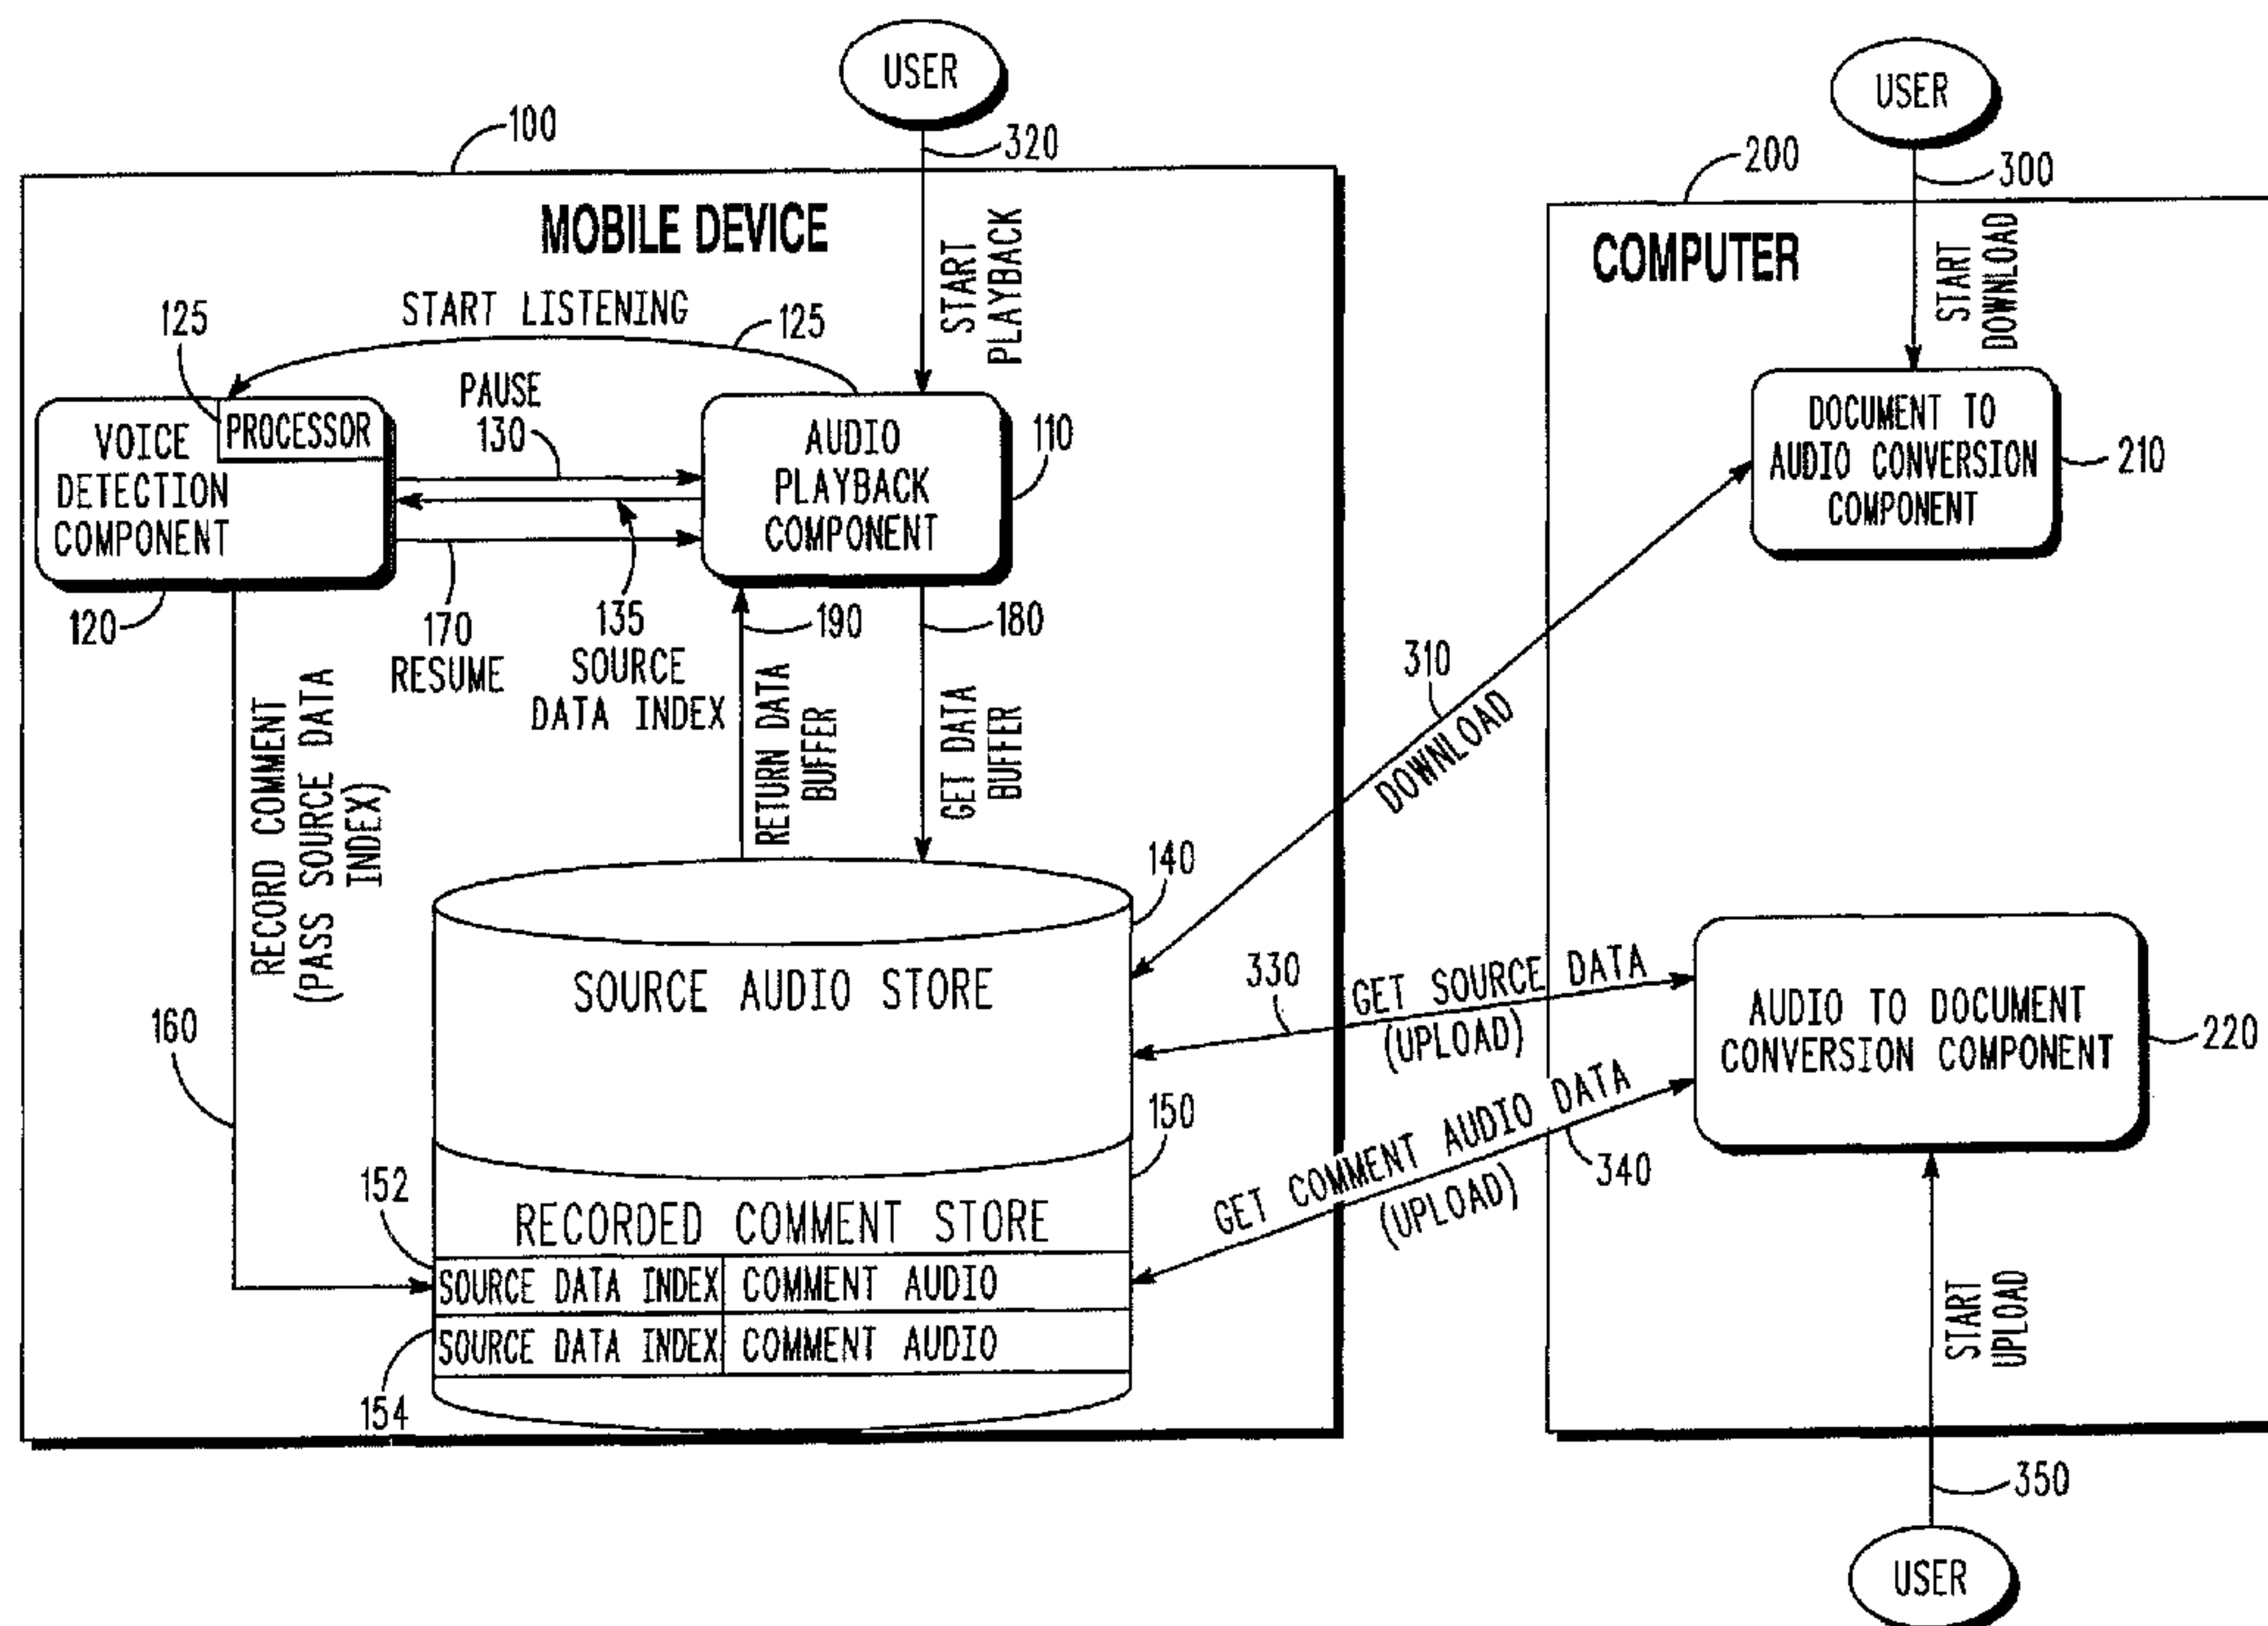 USER
320
100
MOBILE DEVICE
START
PLAYBACK
START LISTENING
125
125
PROCESSOR
VOICE
DETECTION
COMPONENT
120
PAUSE
130
AUDIO
PLAYBACK
COMPONENT
110
170
RESUME
135
SOURCE
DATA INDEX
190
180
RETURN DATA
BUFFER
GET DATA
BUFFER
RECORD COMMENT
(PASS SOURCE DATA
INDEX)
160
140
SOURCE AUDIO STORE
150
RECORDED COMMENT STORE
152
SOURCE DATA INDEX COMMENT AUDIO
SOURCE DATA INDEX COMMENT AUDIO
154
310
DOWNLOAD
330
GET SOURCE DATA
(UPLOAD)
GET COMMENT AUDIO DATA
(UPLOAD)
340
USER
300
200
COMPUTER
START
DOWNLOAD
DOCUMENT TO
AUDIO CONVERSION
COMPONENT
210
AUDIO TO DOCUMENT
CONVERSION COMPONENT
220
START
UPLOAD
350
USER